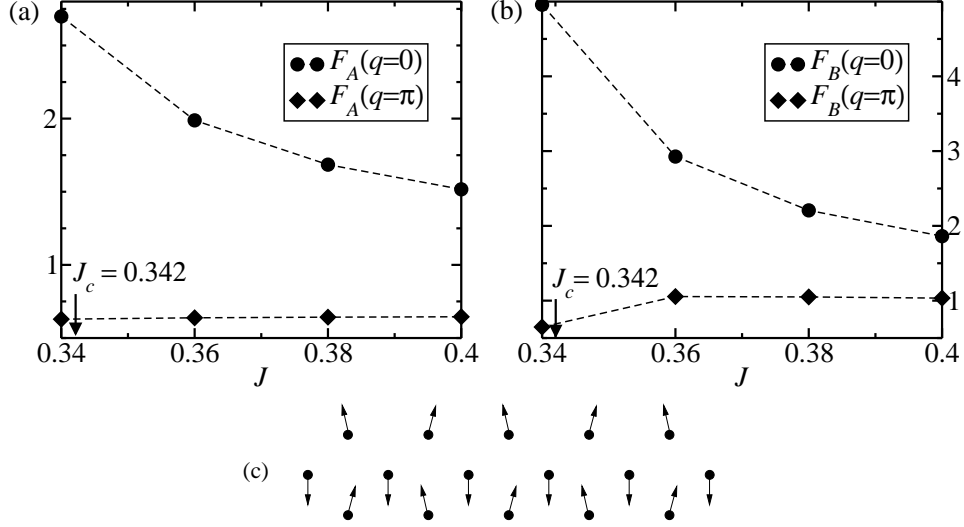 (a)
F_A(q=0)
F_A(q=π)
2
1
J_c = 0.342
0.34 0.36 0.38 0.4
J
(b)
F_B(q=0)
F_B(q=π)
4
3
2
1
J_c = 0.342
0.34 0.36 0.38 0.4
J
(c)